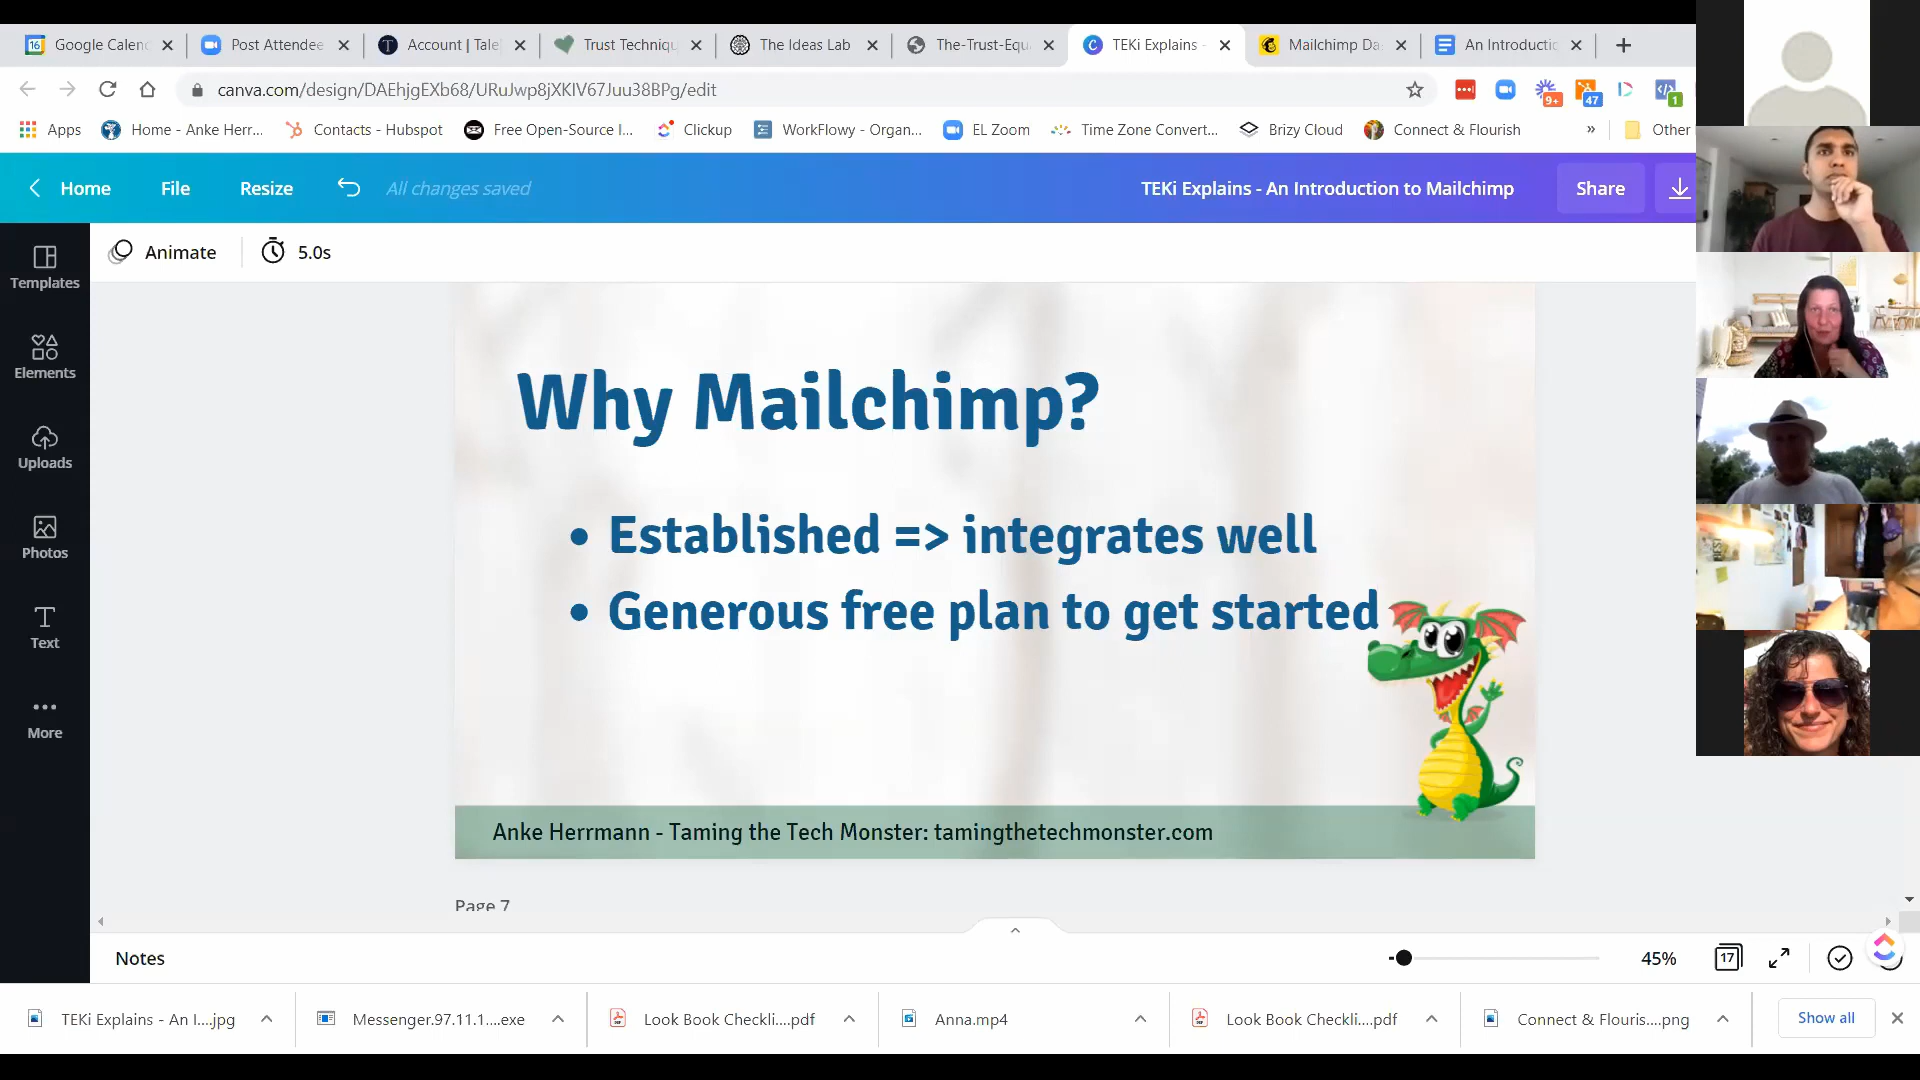 Google Calen
Post Attendee
Account | Tale
Trust Techniqu
The Ideas Lab
The-Trust-Equ
TEKi Explains -
Mailchimp Da
An Introductio
canva.com/design/DAEhjgEXb68/URuJwp8jXKlV67Juu38BPg/edit
9+
47
1
Apps
Home - Anke Herr...
Contacts - Hubspot
Free Open-Source I...
Clickup
WorkFlowy - Organ...
EL Zoom
Time Zone Convert...
Brizy Cloud
Connect & Flourish
»
Other
Home
File
Resize
All changes saved
TEKi Explains - An Introduction to Mailchimp
Share
Animate
5.0s
Templates
Elements
Uploads
Photos
Text
More
Why Mailchimp?
• Established => integrates well
• Generous free plan to get started
Anke Herrmann - Taming the Tech Monster: tamingthetechmonster.com
Page 7
Notes
45%
17
TEKi Explains - An I....jpg
Messenger.97.11.1....exe
Look Book Checkli....pdf
Anna.mp4
Look Book Checkli....pdf
Connect & Flouris....png
Show all